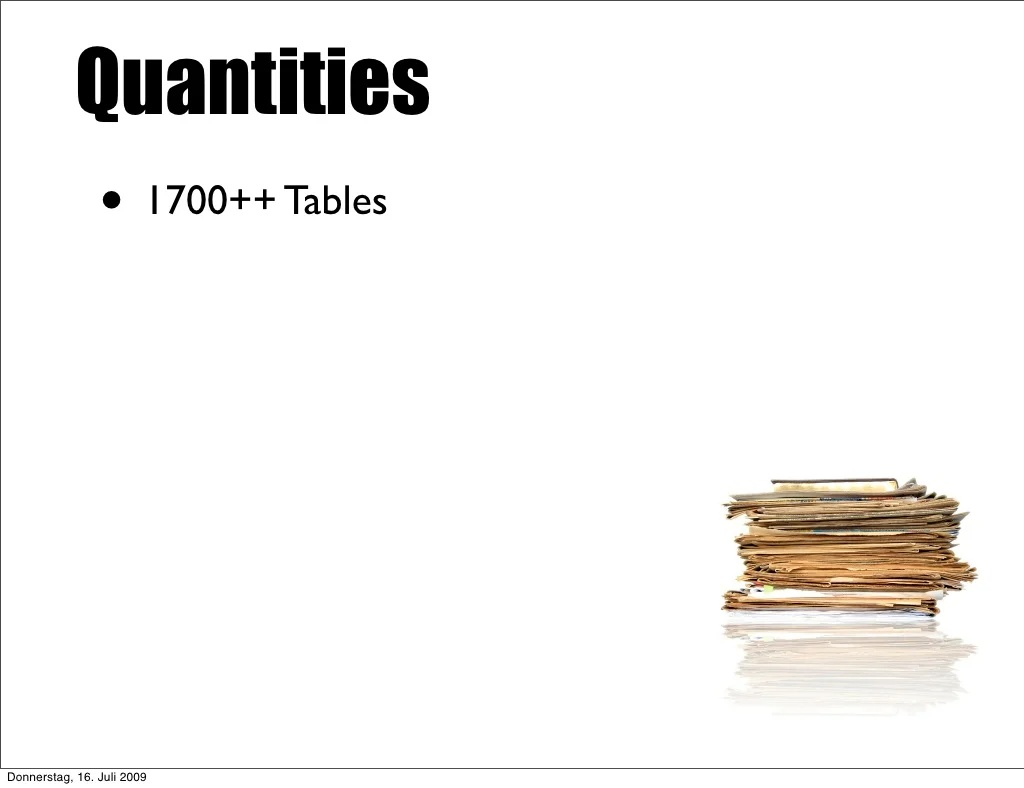 Quantities
• 1700++ Tables
Donnerstag, 16. Juli 2009